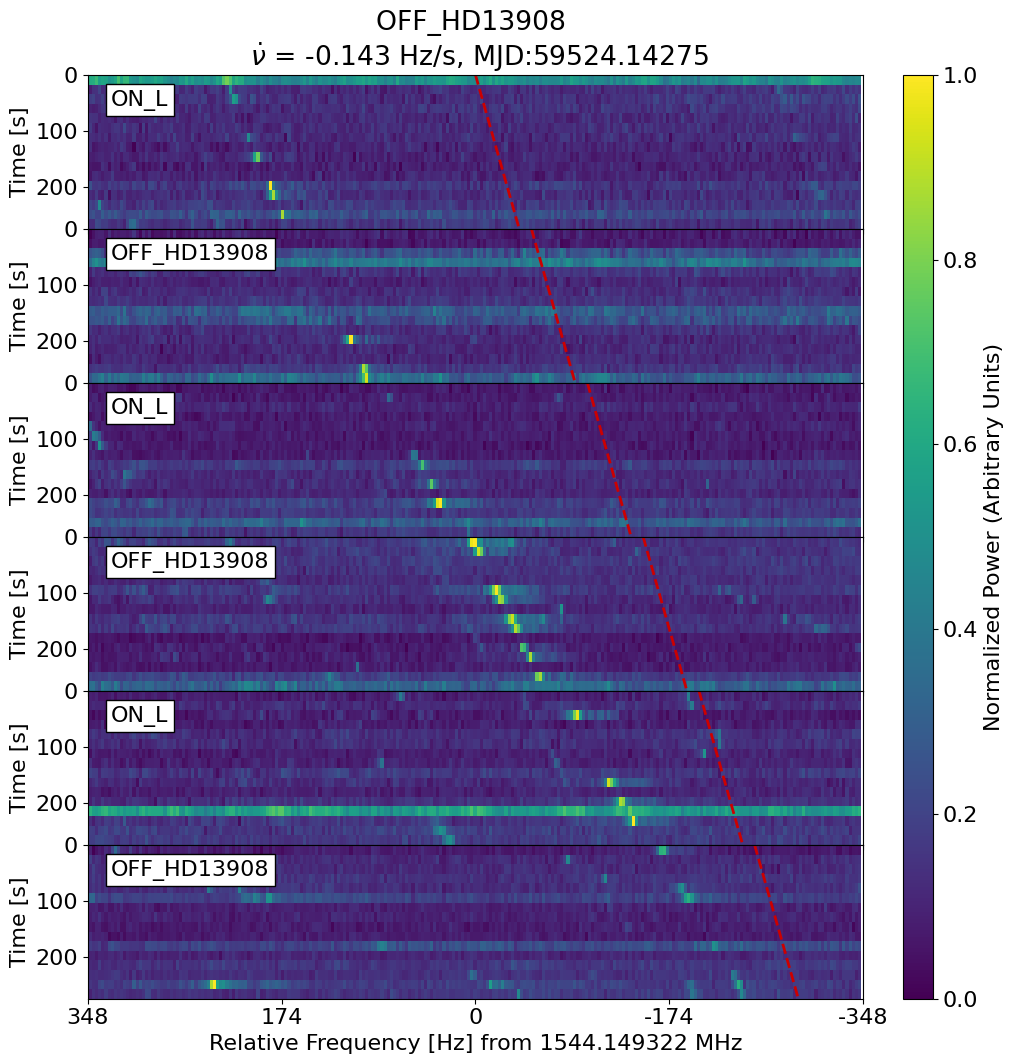 OFF_HD13908
ν̇ = -0.143 Hz/s, MJD:59524.14275
0
ON_L
100
200
Time [s]
0
OFF_HD13908
100
200
Time [s]
0
ON_L
100
200
Time [s]
0
OFF_HD13908
100
200
Time [s]
0
ON_L
100
200
Time [s]
0
OFF_HD13908
100
200
Time [s]
348 174 0 -174 -348
Relative Frequency [Hz] from 1544.149322 MHz
1.0
0.8
0.6
0.4
0.2
0.0
Normalized Power (Arbitrary Units)